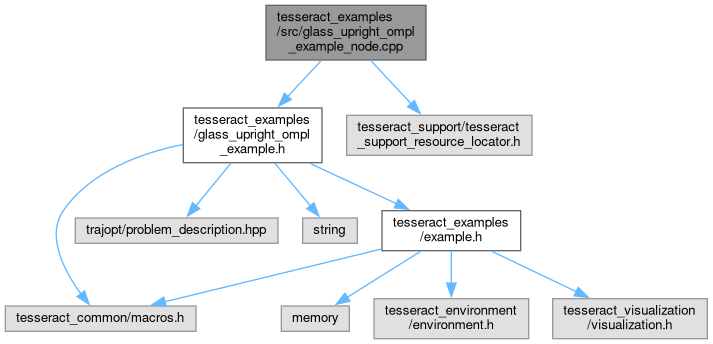 tesseract_examples
/src/glass_upright_ompl
_example_node.cpp
tesseract_examples
/glass_upright_ompl
_example.h
tesseract_support/tesseract
_support_resource_locator.h
trajopt/problem_description.hpp
string
tesseract_examples
/example.h
tesseract_common/macros.h
memory
tesseract_environment
/environment.h
tesseract_visualization
/visualization.h